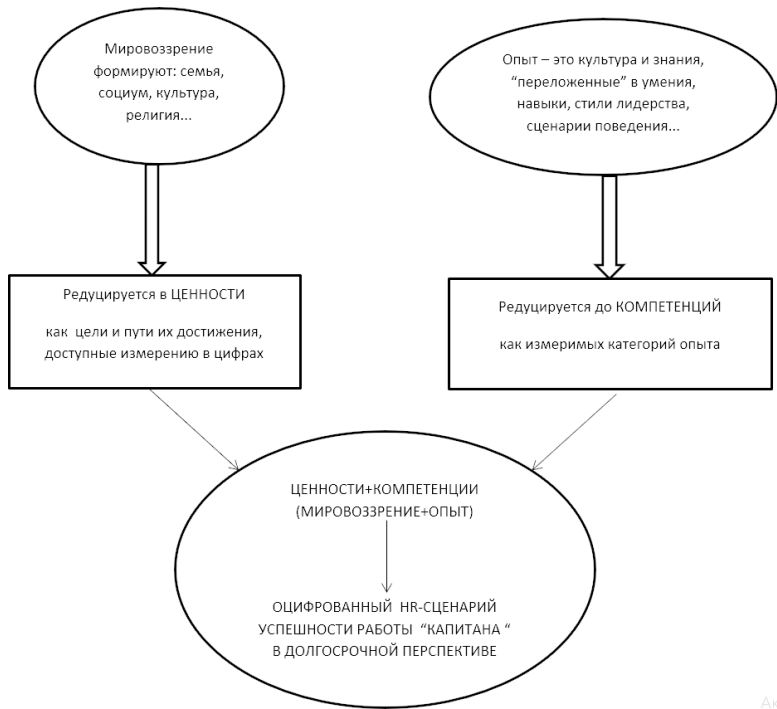 Мировоззрение
формируют: семья,
социум, культура,
религия...
Опыт – это культура и знания,
“переложенные” в умения,
навыки, стили лидерства,
сценарии поведения...
Редуцируется в ЦЕННОСТИ
как цели и пути их достижения,
доступные измерению в цифрах
Редуцируется до КОМПЕТЕНЦИЙ
как измеримых категорий опыта
ЦЕННОСТИ+КОМПЕТЕНЦИИ
(МИРОВОЗЗРЕНИЕ+ОПЫТ)
ОЦИФРОВАННЫЙ HR-СЦЕНАРИЙ
УСПЕШНОСТИ РАБОТЫ “КАПИТАНА “
В ДОЛГОСРОЧНОЙ ПЕРСПЕКТИВЕ
Ак